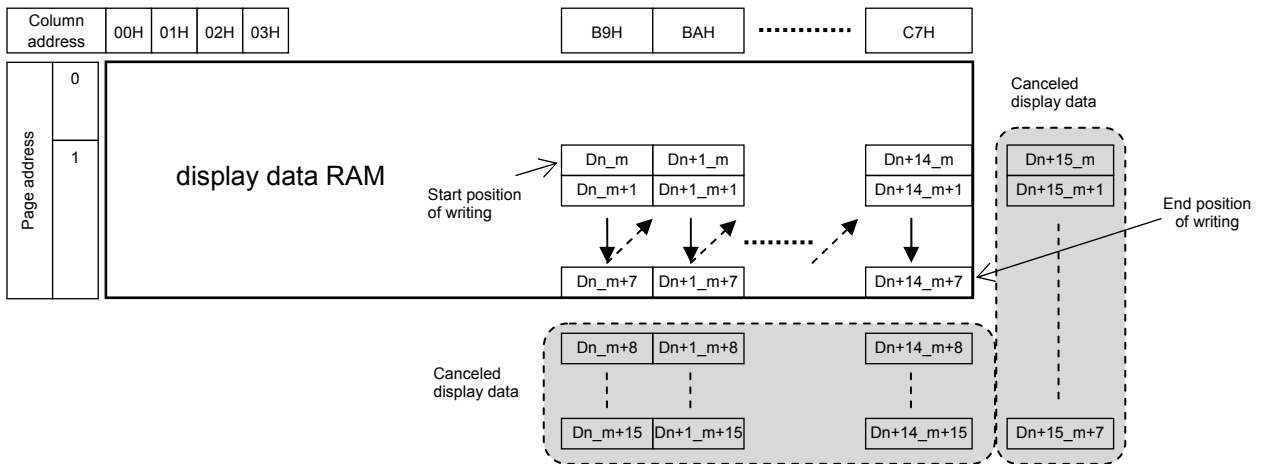 Column address 00H 01H 02H 03H B9H BAH C7H
Page address
0
1
display data RAM
Start position
of writing
Dn_m Dn+1_m Dn+14_m
Dn_m+1 Dn+1_m+1 Dn+14_m+1
Dn_m+7 Dn+1_m+7 Dn+14_m+7
Canceled
display data
Dn+15_m
Dn+15_m+1
End position
of writing
Canceled
display data
Dn_m+8 Dn+1_m+8 Dn+14_m+8
Dn_m+15 Dn+1_m+15 Dn+14_m+15 Dn+15_m+7